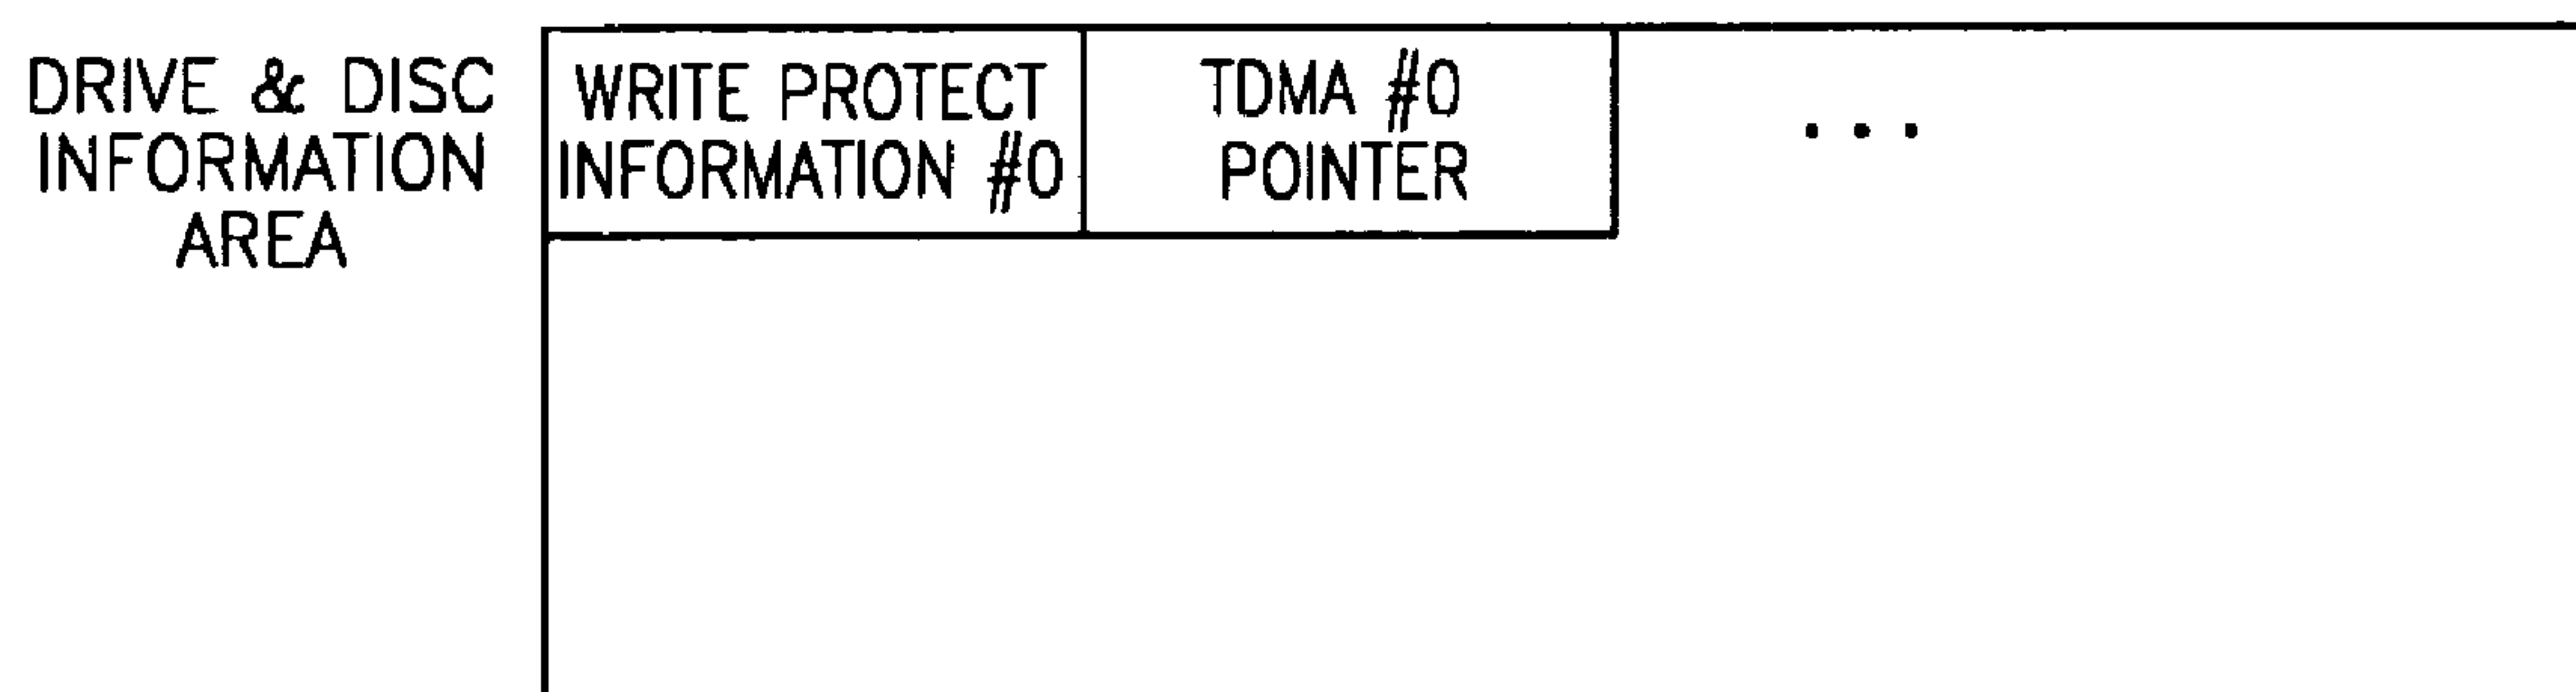 DRIVE & DISC
INFORMATION
AREA
WRITE PROTECT
INFORMATION #0
TDMA #0
POINTER
...